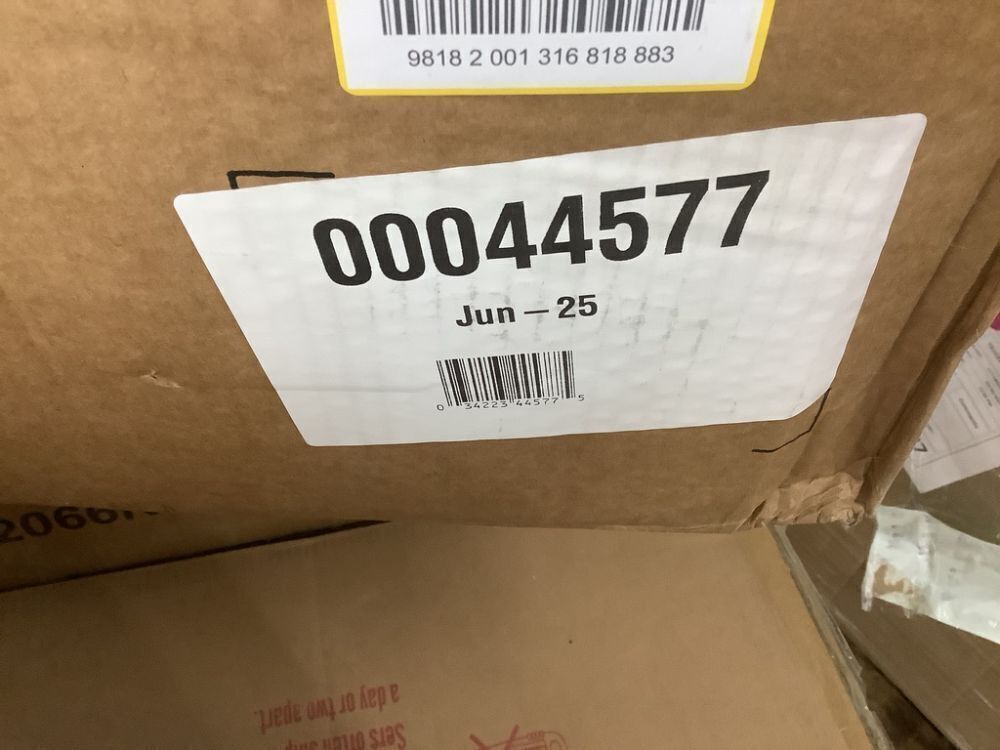 9818 2 001 316 818 883
00044577
Jun — 25
0 34223 44577 5
a day or two apart.